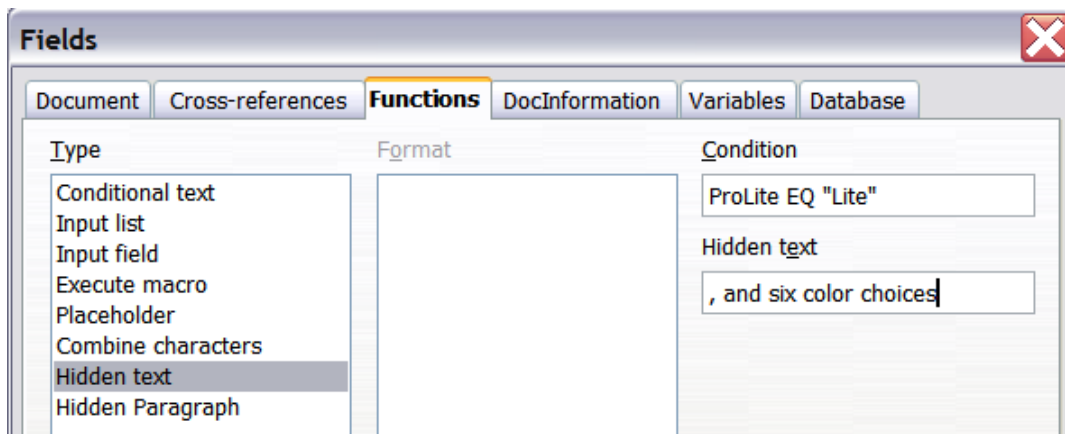 Fields
Document Cross-references Functions DocInformation Variables Database
Type
Conditional text
Input list
Input field
Execute macro
Placeholder
Combine characters
Hidden text
Hidden Paragraph
Format
Condition
ProLite EQ "Lite"
Hidden text
, and six color choices